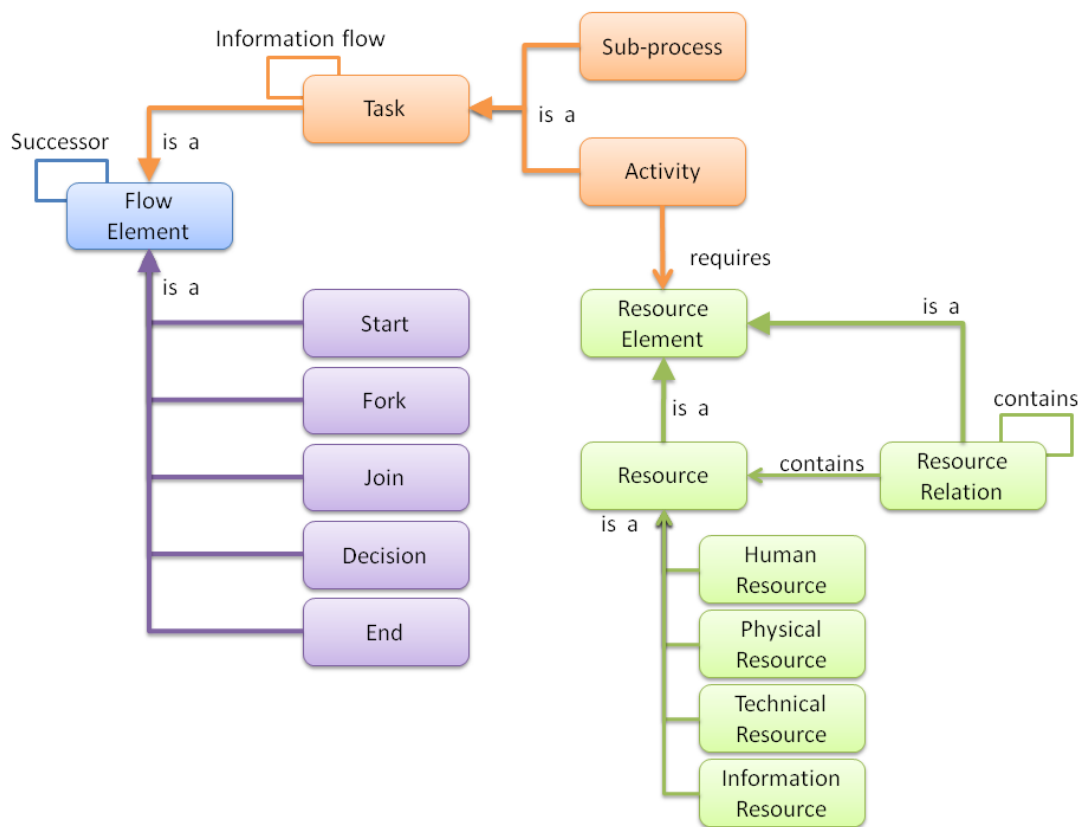 Information flow
Sub-process
Task
is a
is a
Successor
Activity
Flow
Element
requires
is a
Start
Resource
Element
is a
Fork
is a
contains
Join
Resource
contains
Resource
Relation
is a
Decision
Human
Resource
End
Physical
Resource
Technical
Resource
Information
Resource